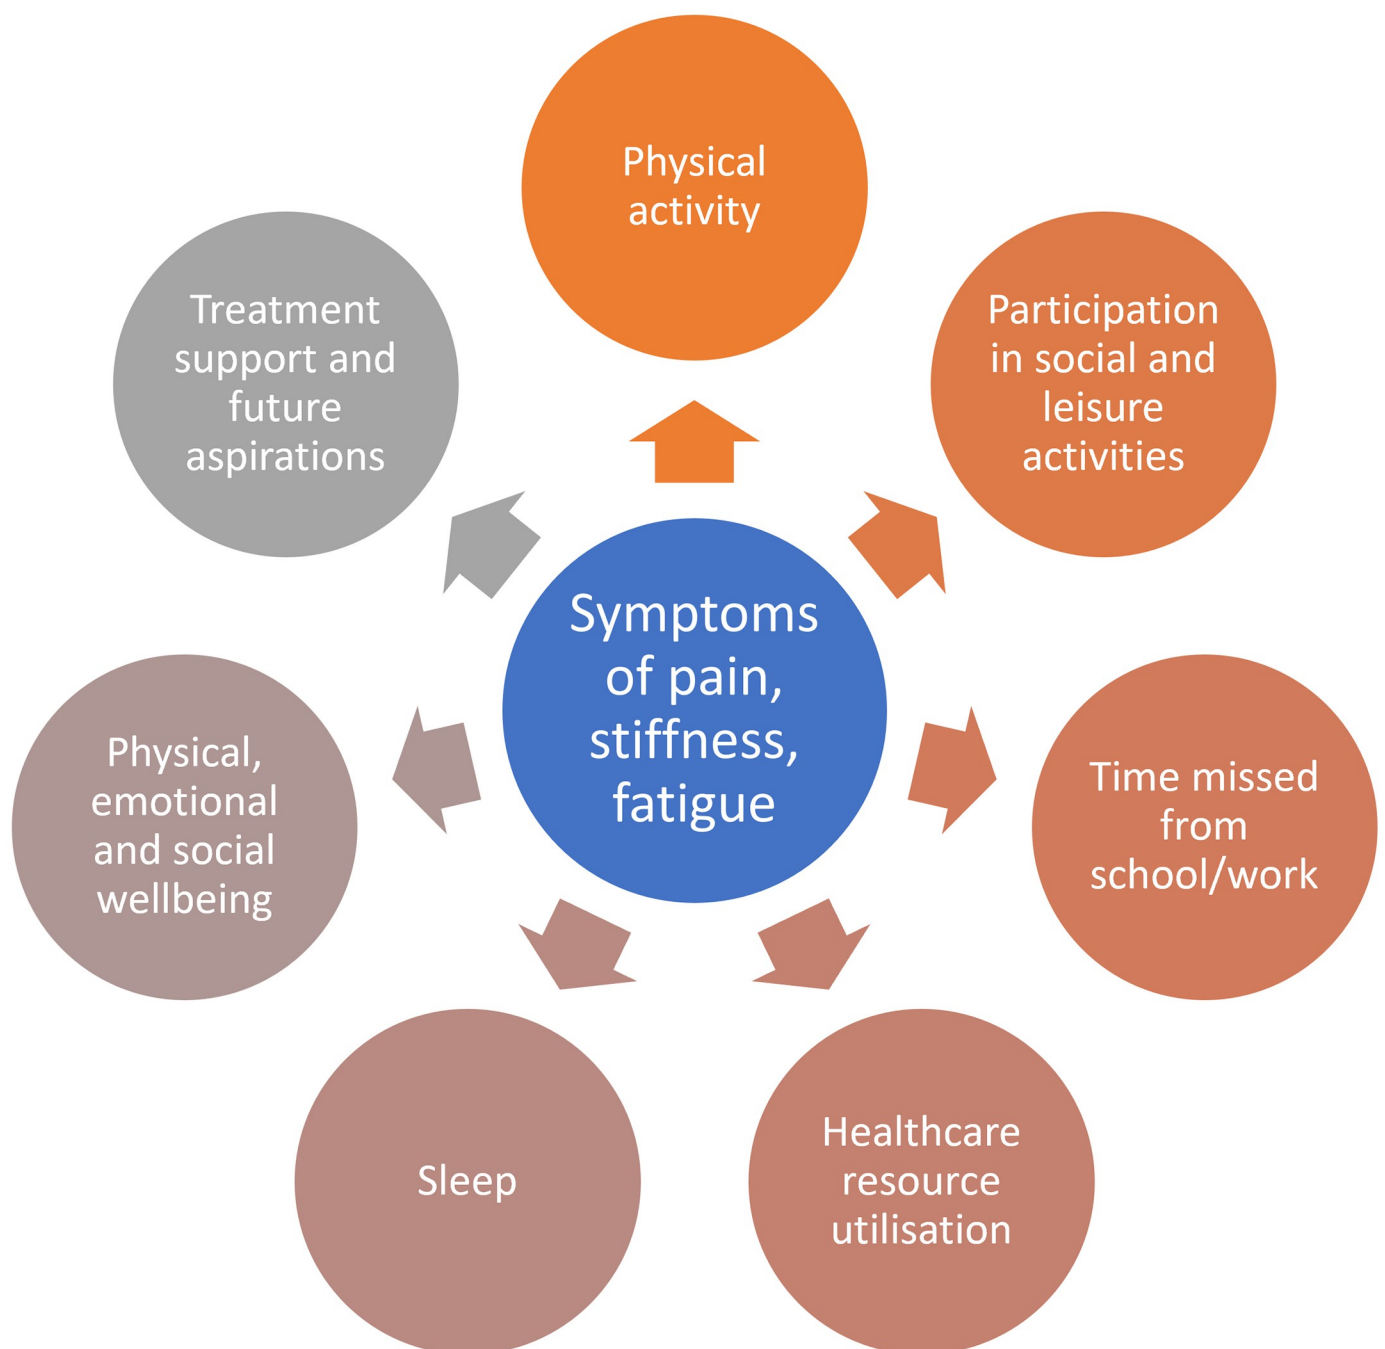 Physical
activity
Participation
in social and
leisure
activities
Time missed
from
school/work
Healthcare
resource
utilisation
Sleep
Physical,
emotional
and social
wellbeing
Treatment
support and
future
aspirations
Symptoms
of pain,
stiffness,
fatigue